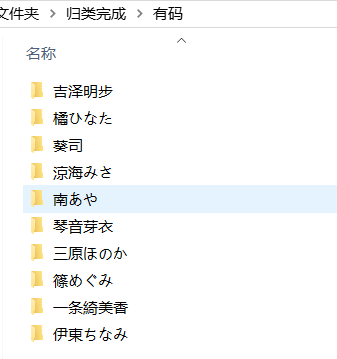 文件夹 > 归类完成 > 有码
名称
吉泽明步
橘ひなた
葵司
涼海みさ
南あや
琴音芽衣
三原ほのか
篠めぐみ
一条綺美香
伊東ちなみ